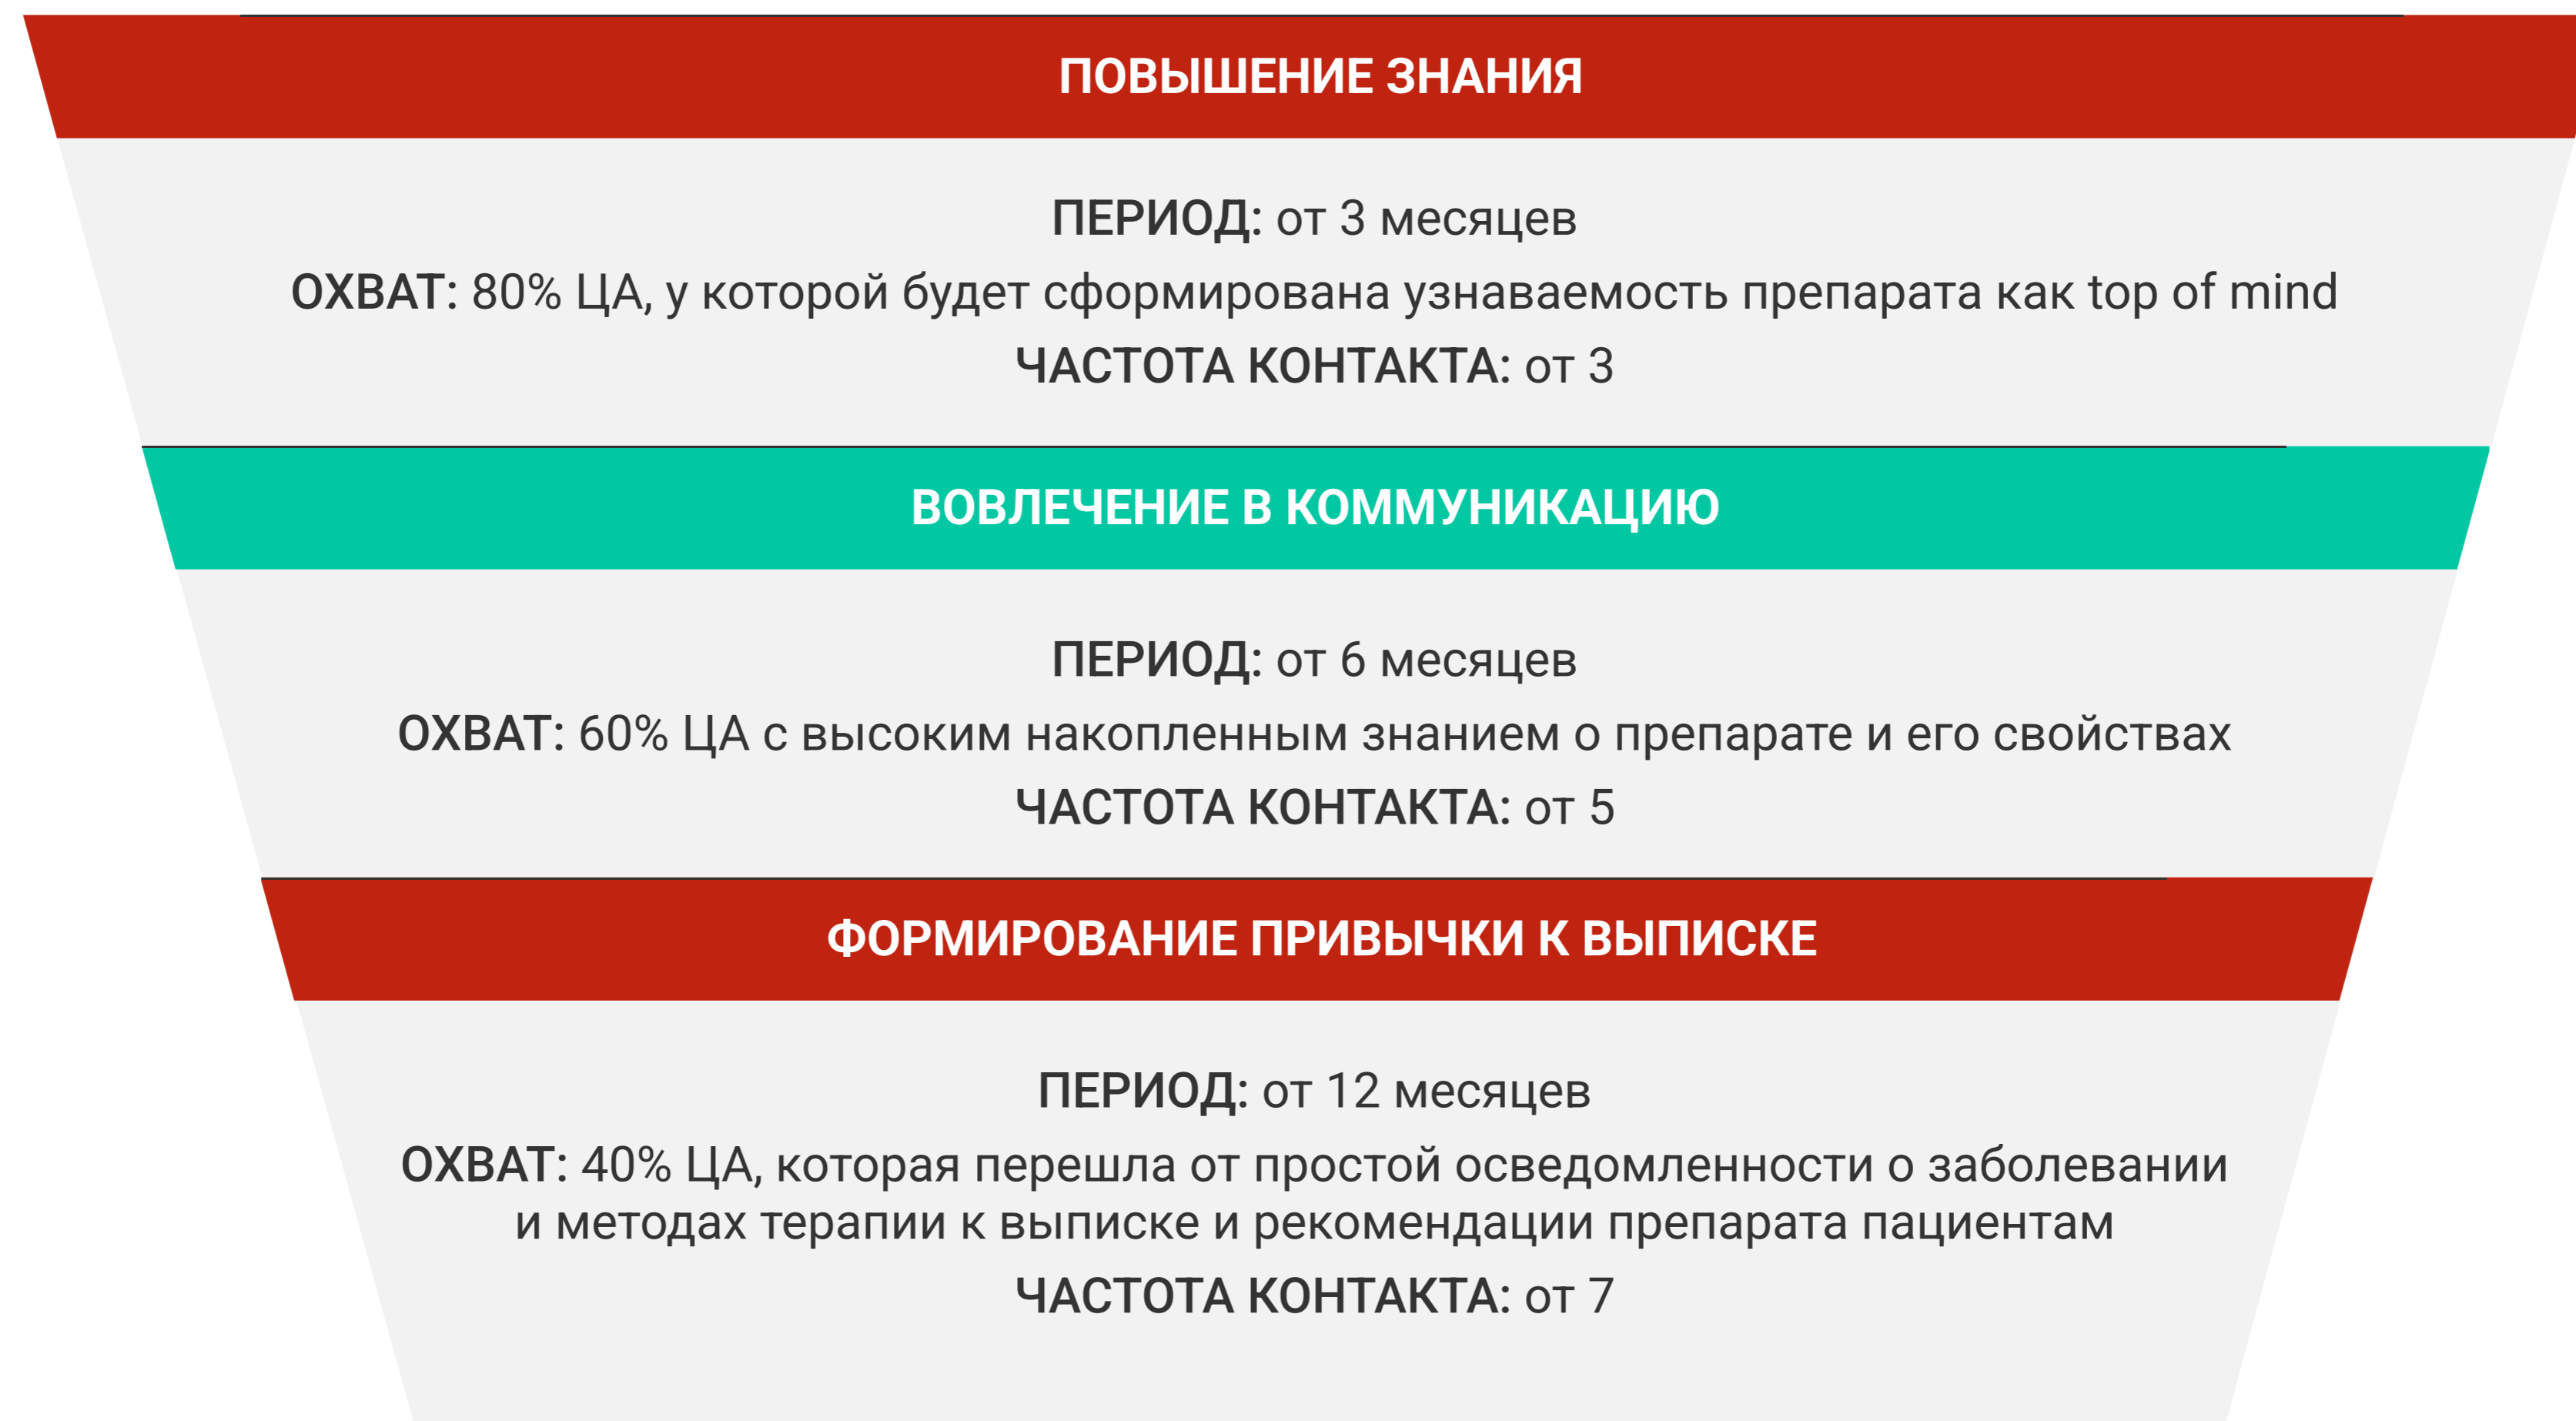 ПОВЫШЕНИЕ ЗНАНИЯ
ПЕРИОД: от 3 месяцев
ОХВАТ: 80% ЦА, у которой будет сформирована узнаваемость препарата как top of mind
ЧАСТОТА КОНТАКТА: от 3
ВОВЛЕЧЕНИЕ В КОММУНИКАЦИЮ
ПЕРИОД: от 6 месяцев
ОХВАТ: 60% ЦА с высоким накопленным знанием о препарате и его свойствах
ЧАСТОТА КОНТАКТА: от 5
ФОРМИРОВАНИЕ ПРИВЫЧКИ К ВЫПИСКЕ
ПЕРИОД: от 12 месяцев
ОХВАТ: 40% ЦА, которая перешла от простой осведомленности о заболевании
и методах терапии к выписке и рекомендации препарата пациентам
ЧАСТОТА КОНТАКТА: от 7